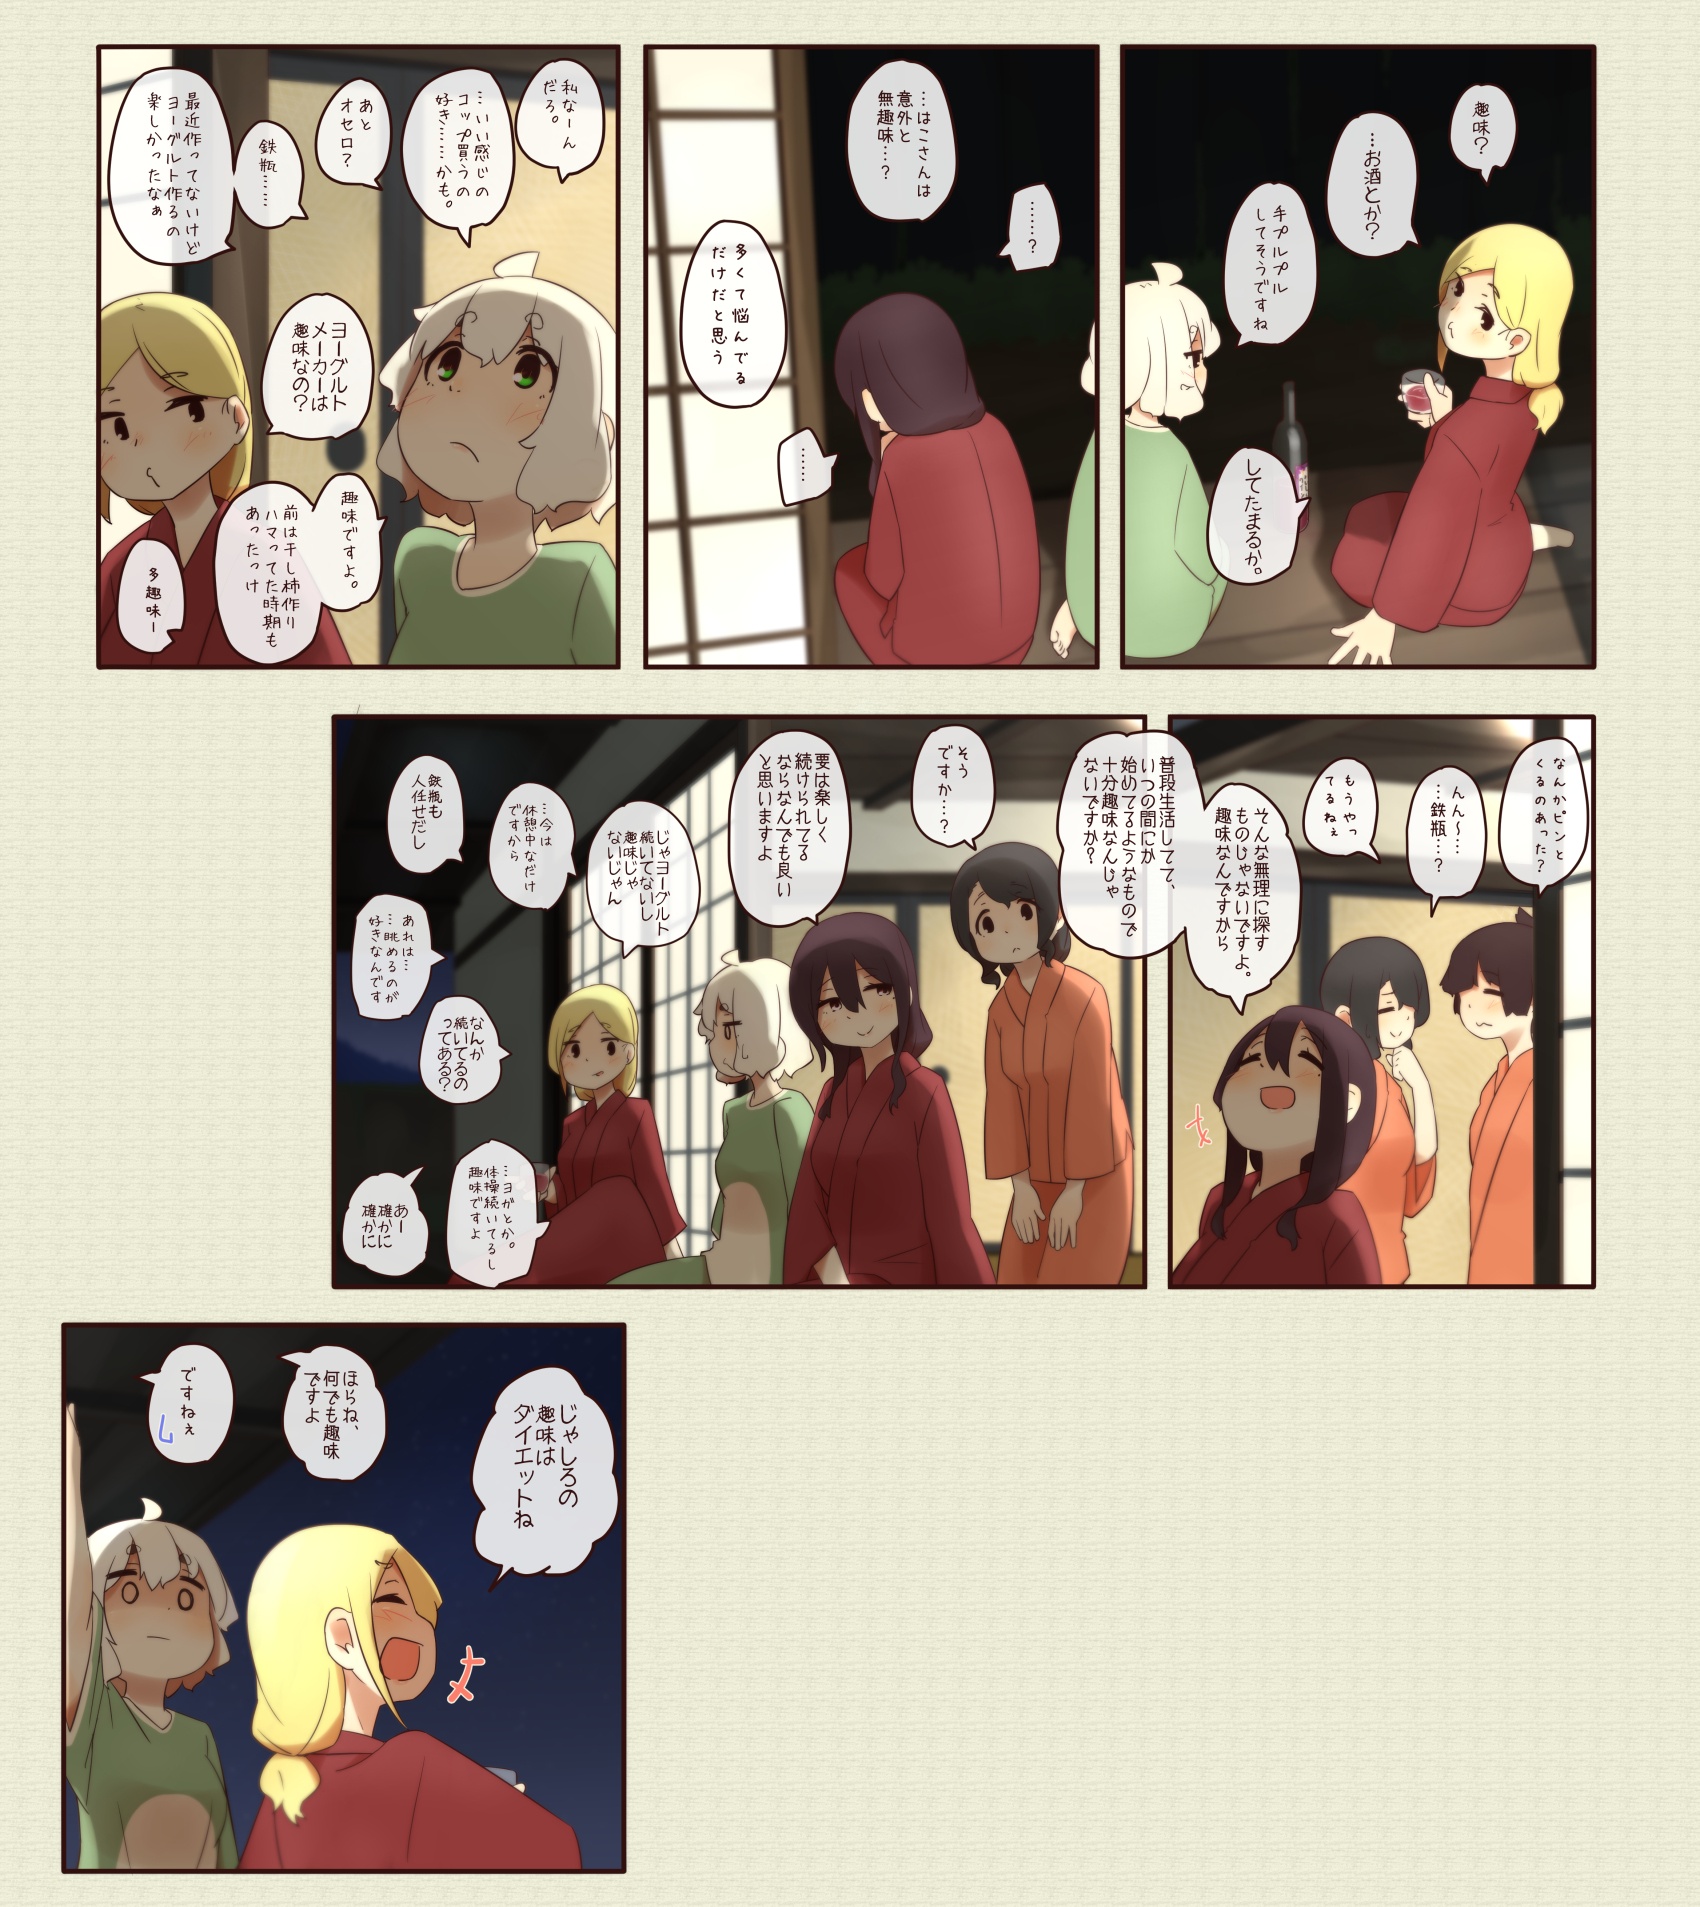 趣味？
…お酒とか？
手プルプル
してそうですね
してたまるか。
………？
…はこさんは
意外と
無趣味…？
多くて悩んでる
だけだと思う
……
私なーん
だろ。
…いい感じの
コップ買うの
好き……かも。
あと
オセロ？
鉄瓶……
最近作ってないけど
ヨーグルト作るの
楽しかったなぁ
ヨーグルト
メーカーは
趣味なの？
趣味ですよ。
前は干し柿作り
ハマってた時期も
あったっけ
多趣味ー
なんかピンと
くるのあった？
んん〜…
…鉄瓶…？
もうやっ
てるねぇ
そんな無理に探す
ものじゃないですよ。
趣味なんですから
普段生活してて、
いつの間にか
始めてるようなもので
十分趣味なんじゃ
ないですか？
そう
ですか…？
要は楽しく
続けられてる
ならなんでも良い
と思いますよ
じゃヨーグルト
続いてないし
趣味じゃ
ないじゃん
…今は
休憩中なだけ
ですから
鉄瓶も
人任せだし
あれは…
…眺めるのが
好きなんです
なんか
続いてるの
ってある？
…ヨガとか。
体操続いてるし
趣味ですよ
あー
確かに
確かに
じゃしろの
趣味は
ダイエットね
ほらね、
何でも趣味
ですよ
ですねぇ